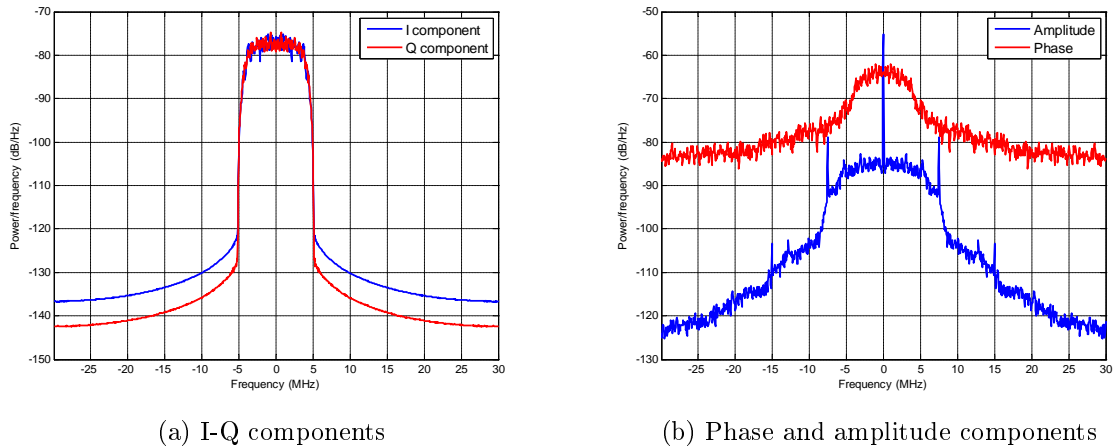 -70
-80
-90
-100
-110
-120
-130
-140
-150
Power/frequency (dB/Hz)
I component
Q component
-25 -20 -15 -10 -5 0 5 10 15 20 25 30
Frequency (MHz)
(a) I-Q components
-50
-60
-70
-80
-90
-100
-110
-120
-130
Power/frequency (dB/Hz)
Amplitude
Phase
-25 -20 -15 -10 -5 0 5 10 15 20 25 30
Frequency (MHz)
(b) Phase and amplitude components